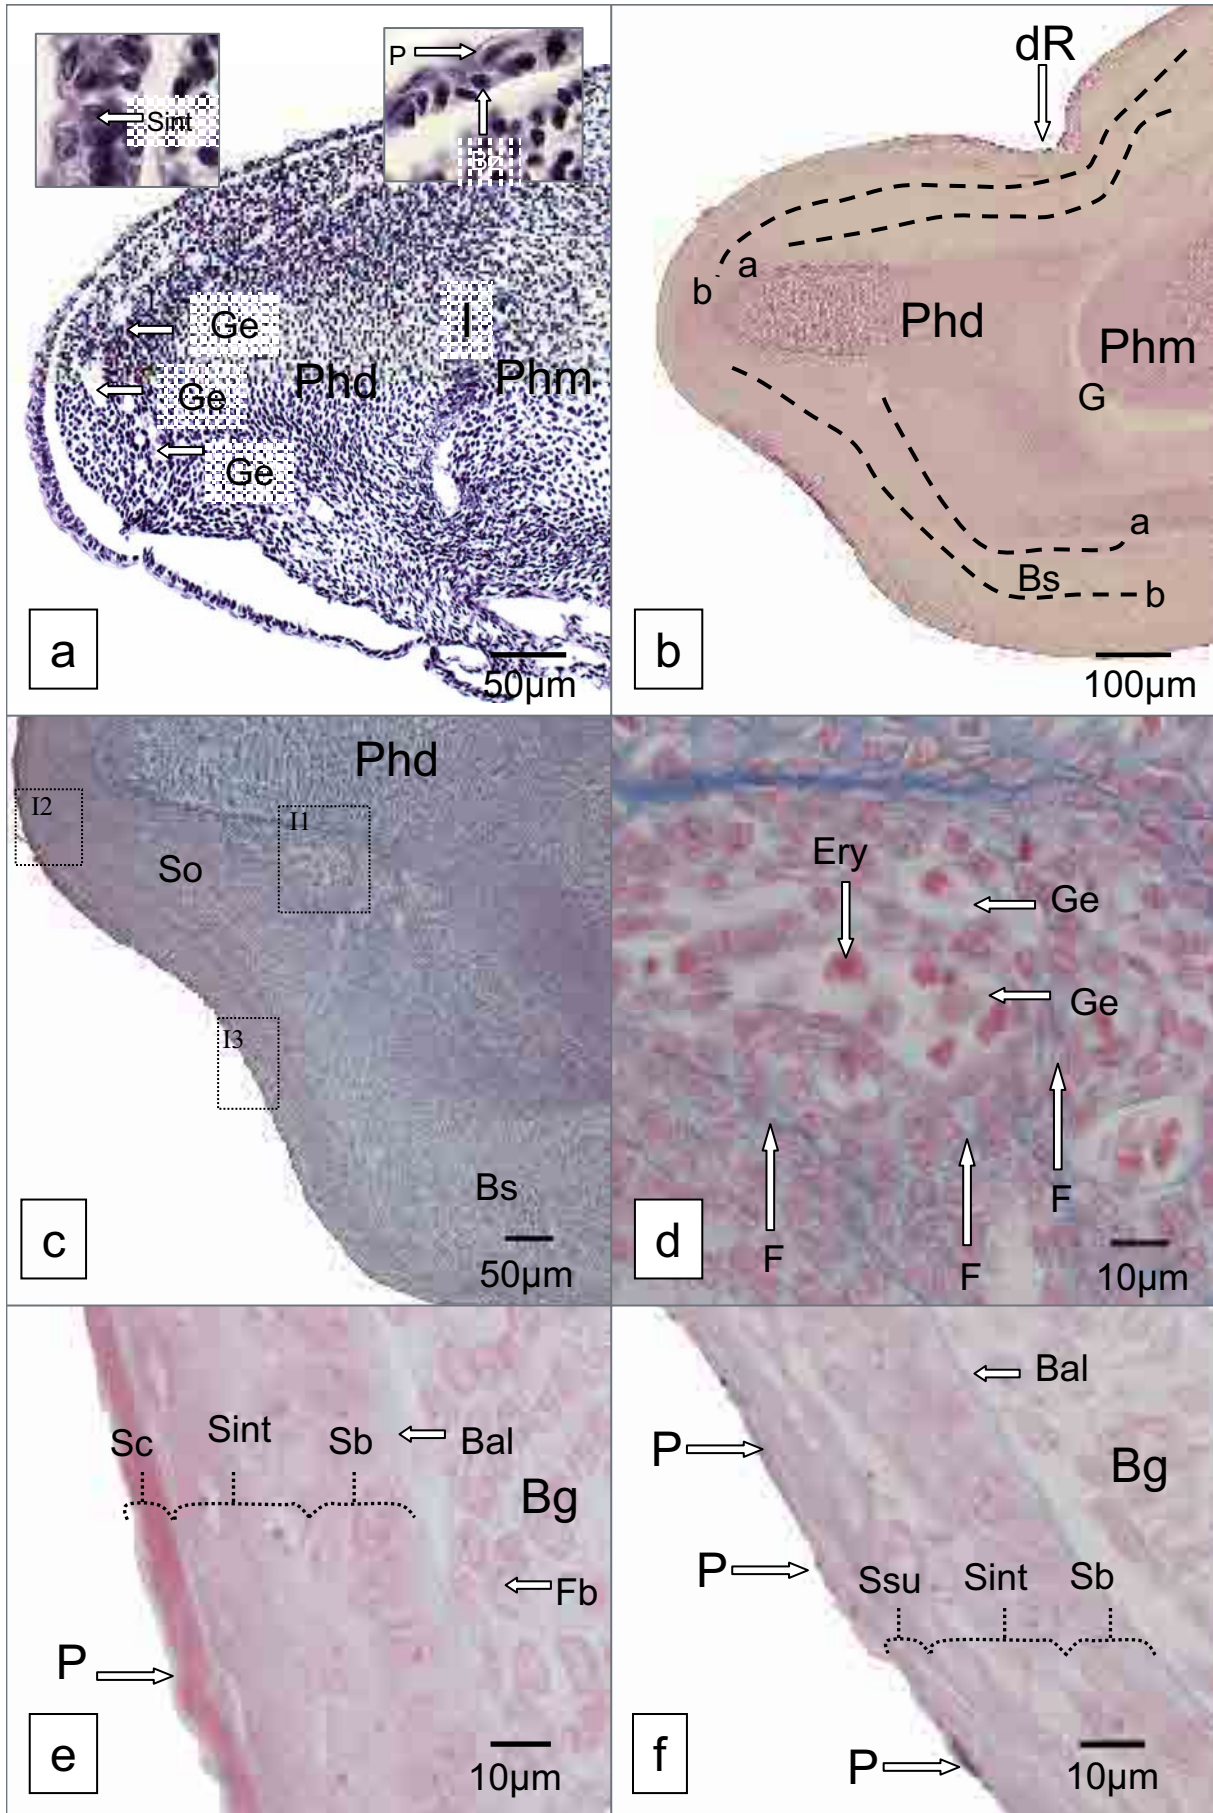 P
Sint
Bz
Ge
I
Ge
Phd
Phm
Ge
a
50µm
dR
a
b
Phd
Phm
G
a
Bs
b
b
100µm
Phd
I2
I1
So
I3
Bs
c
50µm
Ery
Ge
Ge
F
F
F
d
10µm
Sc
Sint
Sb
Bal
Bg
Fb
P
e
10µm
Bal
P
Bg
P
Ssu
Sint
Sb
P
f
10µm